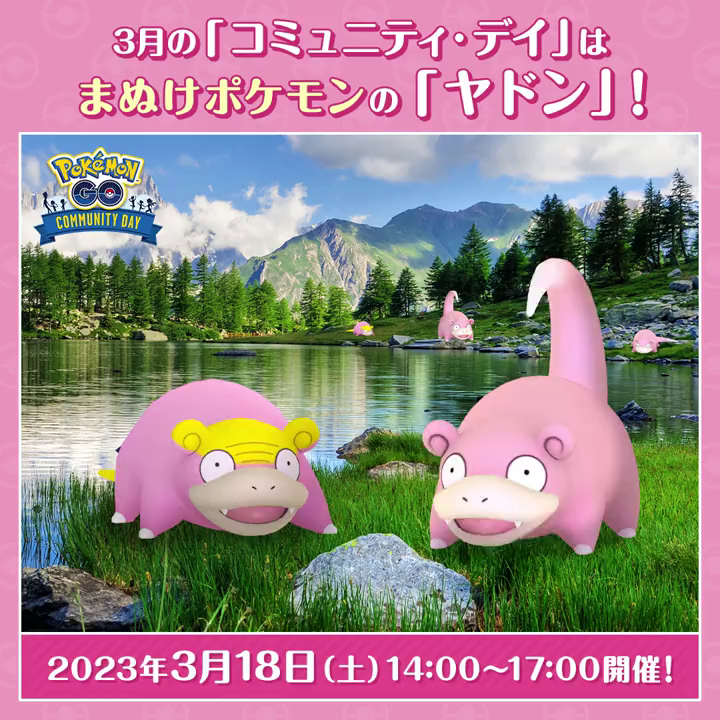 3月の「コミュニティ・デイ」は
まぬけポケモンの「ヤドン」!
POKÉMON
GO
COMMUNITY DAY
2023年3月18日(土)14:00〜17:00開催!